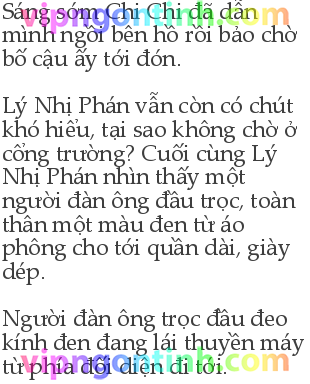 Sáng sớm Chi Chi đã dẫn
mình ngồi bên hồ rồi bảo chờ
bố cậu ấy tới đón.
Lý Nhị Phán vẫn còn có chút
khó hiểu, tại sao không chờ ở
cổng trường? Cuối cùng Lý
Nhị Phán nhìn thấy một
người đàn ông đầu trọc, toàn
thân một màu đen từ áo
phông cho tới quần dài, giày
dép.
Người đàn ông trọc đầu đeo
kính đen đang lái thuyền máy
từ phía đối diện đi tới.
vipngontinh.com
vipngontinh.com